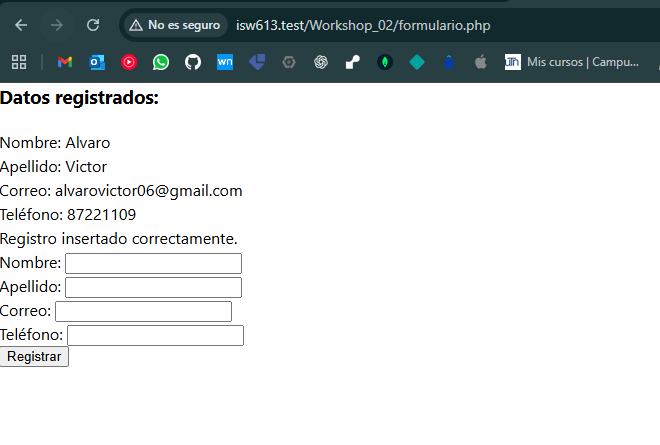 No es seguro isw613.test/Workshop_02/formulario.php
wn UTN Mis cursos | Campu...
Datos registrados:
Nombre: Alvaro
Apellido: Victor
Correo: alvarovictor06@gmail.com
Teléfono: 87221109
Registro insertado correctamente.
Nombre:
Apellido:
Correo:
Teléfono:
Registrar